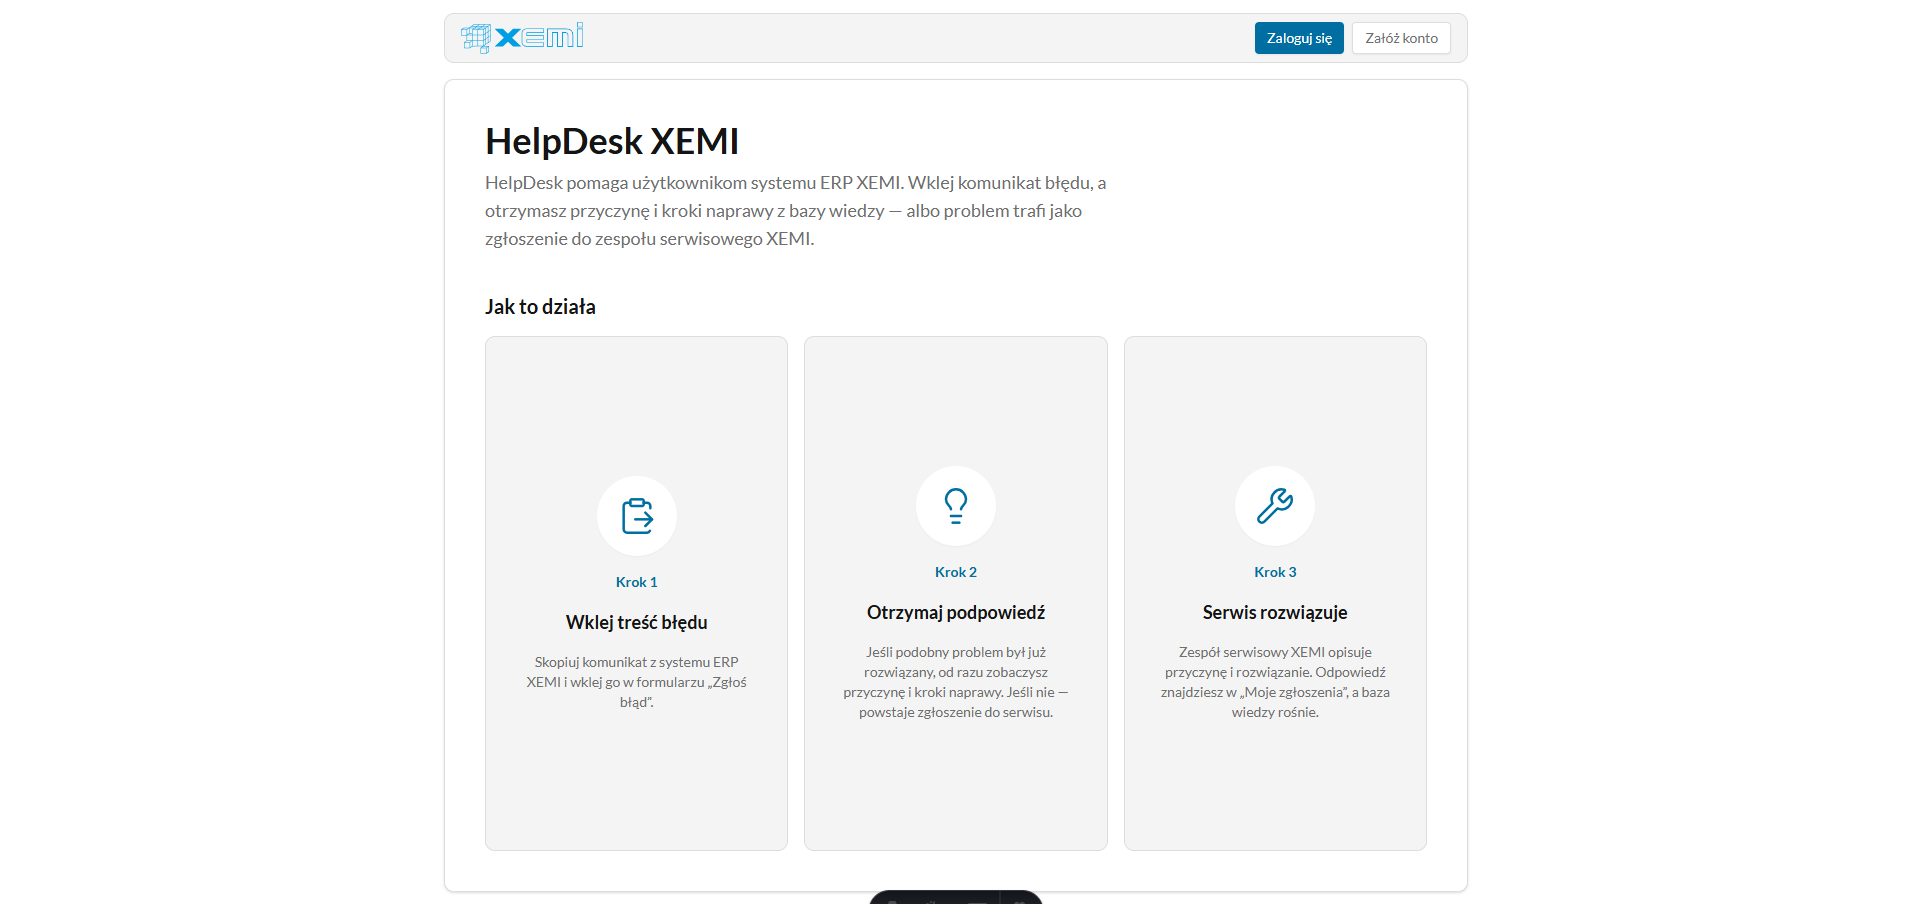 xemi
Zaloguj się
Załóż konto
HelpDesk XEMI
HelpDesk pomaga użytkownikom systemu ERP XEMI. Wklej komunikat błędu, a
otrzymasz przyczynę i kroki naprawy z bazy wiedzy — albo problem trafi jako
zgłoszenie do zespołu serwisowego XEMI.
Jak to działa
Krok 1
Wklej treść błędu
Skopiuj komunikat z systemu ERP
XEMI i wklej go w formularzu „Zgłoś
błąd”.
Krok 2
Otrzymaj podpowiedź
Jeśli podobny problem był już
rozwiązany, od razu zobaczysz
przyczynę i kroki naprawy. Jeśli nie —
powstaje zgłoszenie do serwisu.
Krok 3
Serwis rozwiązuje
Zespół serwisowy XEMI opisuje
przyczynę i rozwiązanie. Odpowiedź
znajdziesz w „Moje zgłoszenia”, a baza
wiedzy rośnie.